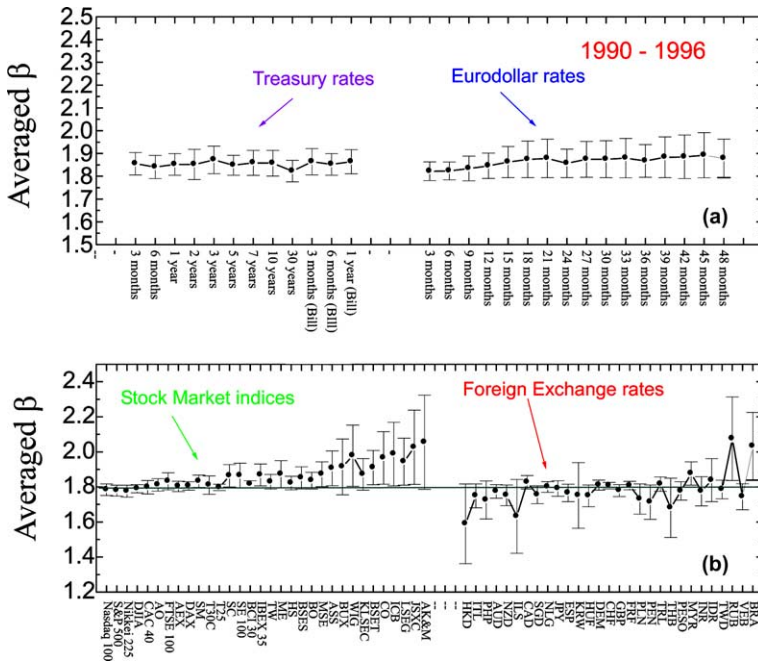 2.5
2.4
2.3
2.2
2.1
2.0
1.9
1.8
1.7
1.6
1.5
Averaged β
Treasury rates
Eurodollar rates
1990 - 1996
(a)
3 months
6 months
1 year
2 years
3 years
5 years
7 years
10 years
30 years
3 months (Bill)
6 months (BIll)
1 year (Bill)
3 months
6 months
9 months
12 months
15 months
18 months
21 months
24 months
27 months
30 months
33 months
36 months
39 months
42 months
45 months
48 months
2.4
2.2
2.0
1.8
1.6
1.4
1.2
Averaged β
Stock Market indices
Foreign Exchange rates
(b)
Nasdaq 100
S&P 500
Nikkei 225
DJIA
CAC 40
AO
FTSE 100
AEX
DAX
SM
T30C
T25
SC
SE 100
BCI 30
IBEX 35
TW
ME
HS
BSES
BO
MSE
ASS
BUX
WIG
KLSEC
BSET
CO
ICB
LSEG
JSXC
AK&M
HKD
ITL
PHP
AUD
NZD
ILS
CAD
SGD
NLG
JPY
ESP
KRW
HUF
DEM
CHF
GBP
FRF
PLN
PEN
TRL
THB
PESO
MYR
INR
IDR
TWD
RUB
VEB
BRA